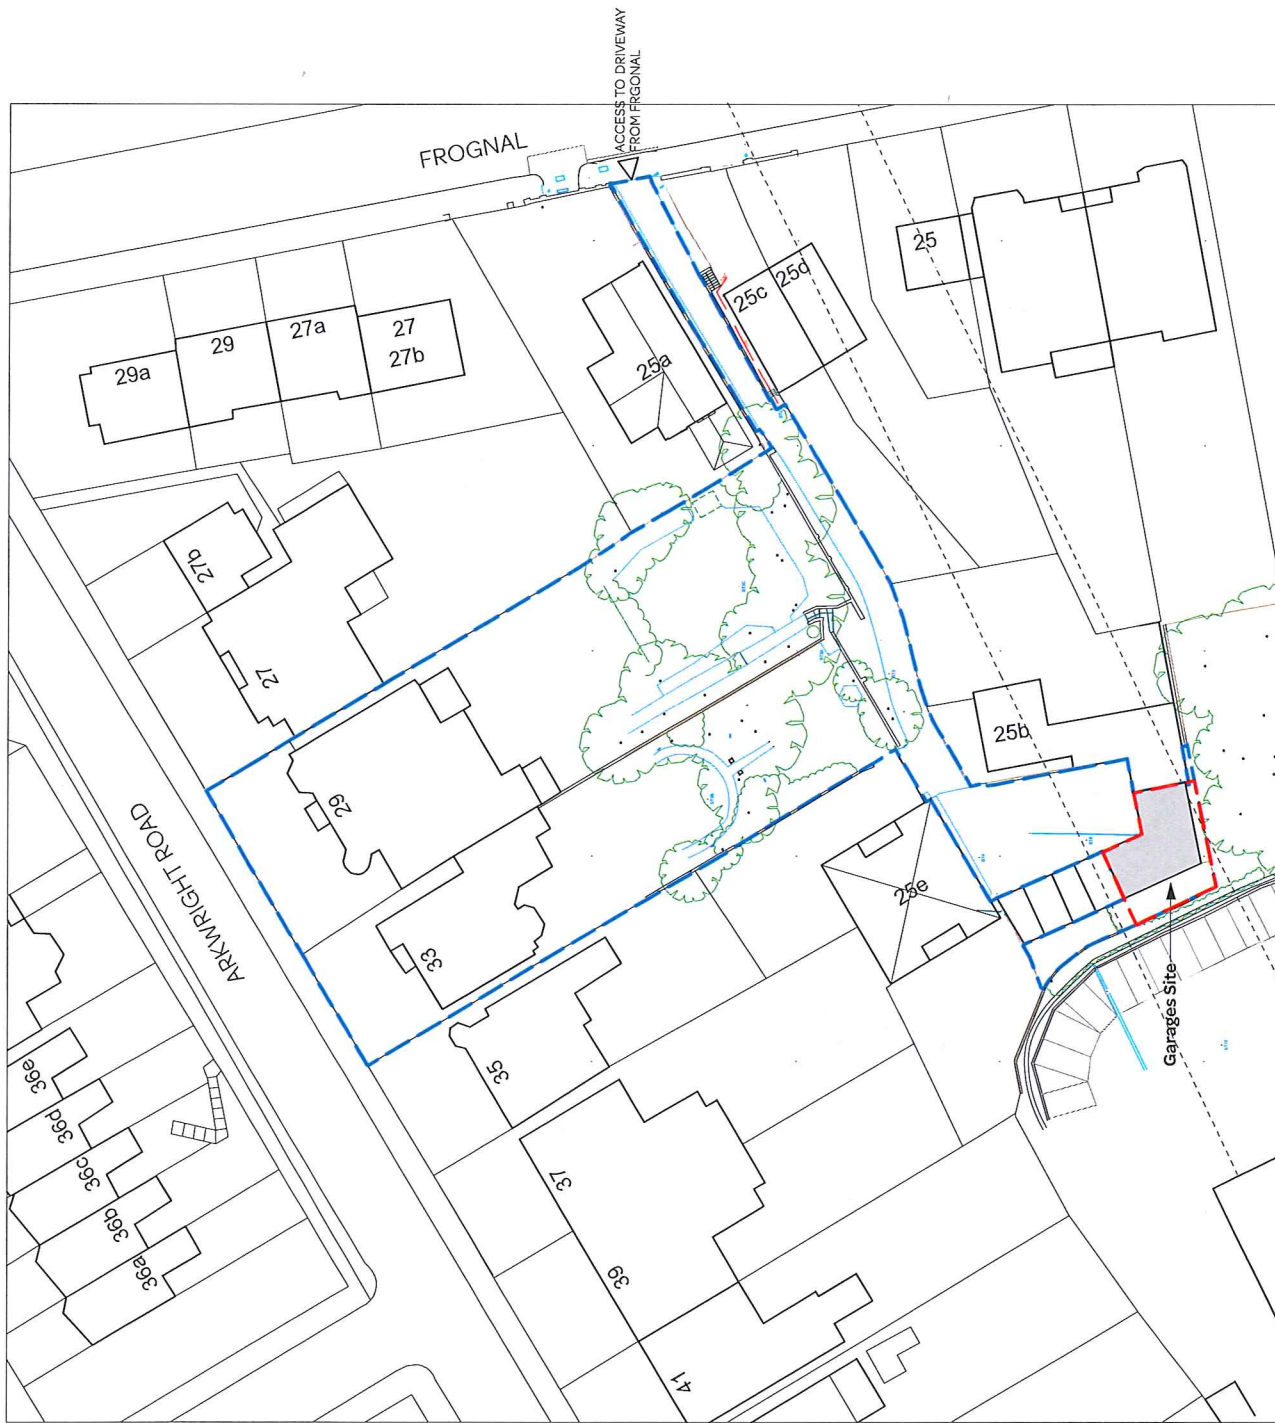 ACCESS TO DRIVEWAY
FROM FRGONAL
FROGNAL
29a
29
27a
27
27b
25a
25c
25d
25
27b
27
29
33
25b
25e
ARKWRIGHT ROAD
35
37
39
41
36e
36d
36c
36b
36a
Garages Site